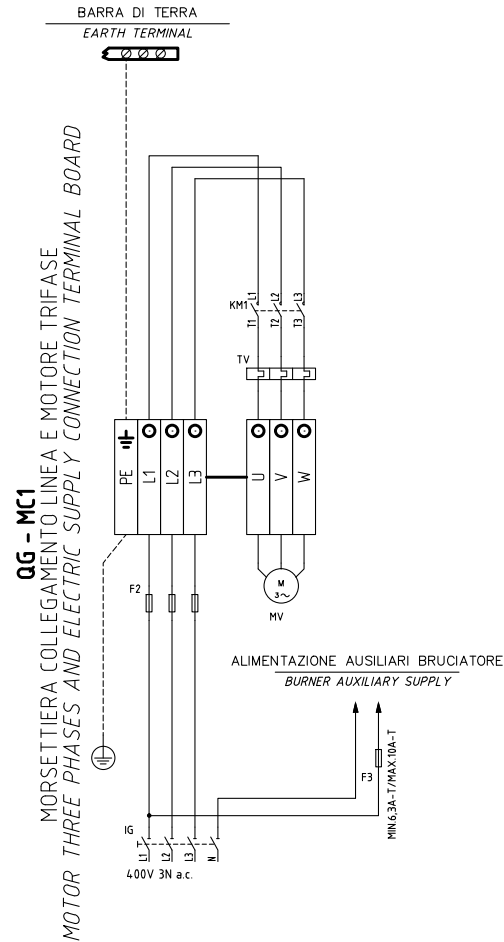 BARRA DI TERRA
EARTH TERMINAL
QG - MC1
MORSETTIERA COLLEGAMENTO LINEA E MOTORE TRIFASE
MOTOR THREE PHASES AND ELECTRIC SUPPLY CONNECTION TERMINAL BOARD
KM1
L1
L2
L3
T1
T2
T3
TV
PE
L1
L2
L3
U
V
W
F2
M
3~
MV
ALIMENTAZIONE AUSILIARI BRUCIATORE
BURNER AUXILIARY SUPPLY
F3
MIN.6,3A-T/MAX.10A-T
IG
L1
L2
L3
N
400V 3N a.c.